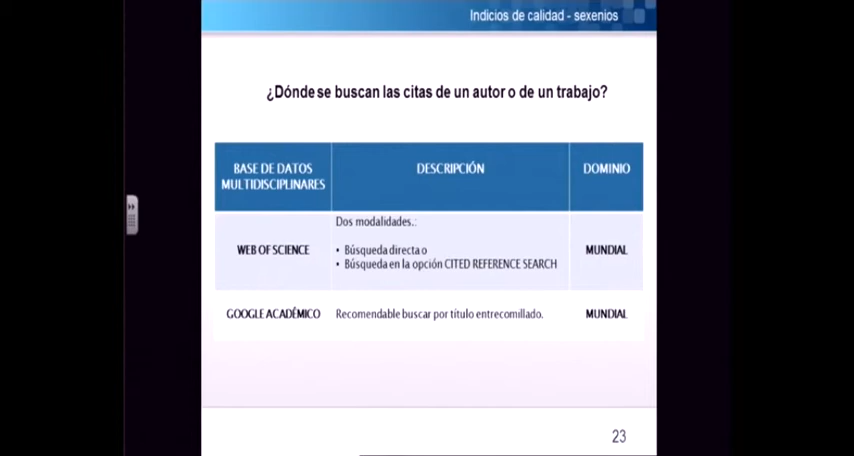 Indicios de calidad - sexenios
¿Dónde se buscan las citas de un autor o de un trabajo?
BASE DE DATOS
MULTIDISCIPLINARES
DESCRIPCIÓN
DOMINIO
WEB OF SCIENCE
Dos modalidades.:
• Búsqueda directa o
• Búsqueda en la opción CITED REFERENCE SEARCH
MUNDIAL
GOOGLE ACADÉMICO
Recomendable buscar por título entrecomillado.
MUNDIAL
23